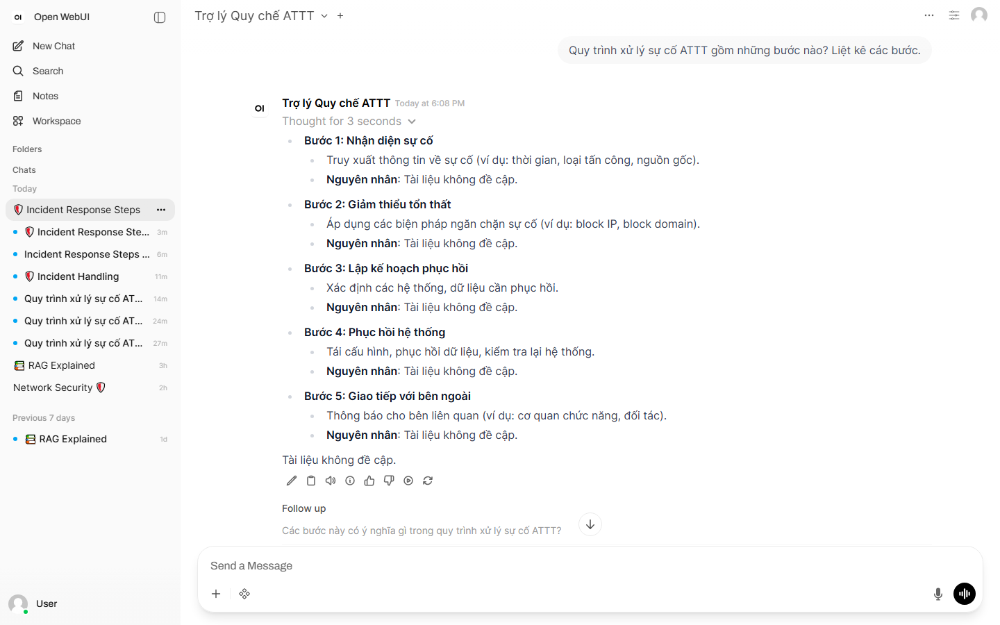 OI Open WebUI
New Chat
Search
Notes
Workspace
Folders
Chats
Today
Incident Response Steps
Incident Response Ste... 3m
Incident Response Steps ... 6m
Incident Handling 11m
Quy trình xử lý sự cố AT... 14m
Quy trình xử lý sự cố AT... 24m
Quy trình xử lý sự cố AT... 27m
RAG Explained 3h
Network Security 2h
Previous 7 days
RAG Explained 1d
User
Trợ lý Quy chế ATTT
Quy trình xử lý sự cố ATTT gồm những bước nào? Liệt kê các bước.
OI Trợ lý Quy chế ATTT Today at 6:08 PM
Thought for 3 seconds
Bước 1: Nhận diện sự cố
Truy xuất thông tin về sự cố (ví dụ: thời gian, loại tấn công, nguồn gốc).
Nguyên nhân: Tài liệu không đề cập.
Bước 2: Giảm thiểu tổn thất
Áp dụng các biện pháp ngăn chặn sự cố (ví dụ: block IP, block domain).
Nguyên nhân: Tài liệu không đề cập.
Bước 3: Lập kế hoạch phục hồi
Xác định các hệ thống, dữ liệu cần phục hồi.
Nguyên nhân: Tài liệu không đề cập.
Bước 4: Phục hồi hệ thống
Tái cấu hình, phục hồi dữ liệu, kiểm tra lại hệ thống.
Nguyên nhân: Tài liệu không đề cập.
Bước 5: Giao tiếp với bên ngoài
Thông báo cho bên liên quan (ví dụ: cơ quan chức năng, đối tác).
Nguyên nhân: Tài liệu không đề cập.
Tài liệu không đề cập.
Follow up
Các bước này có ý nghĩa gì trong quy trình xử lý sự cố ATTT?
Send a Message